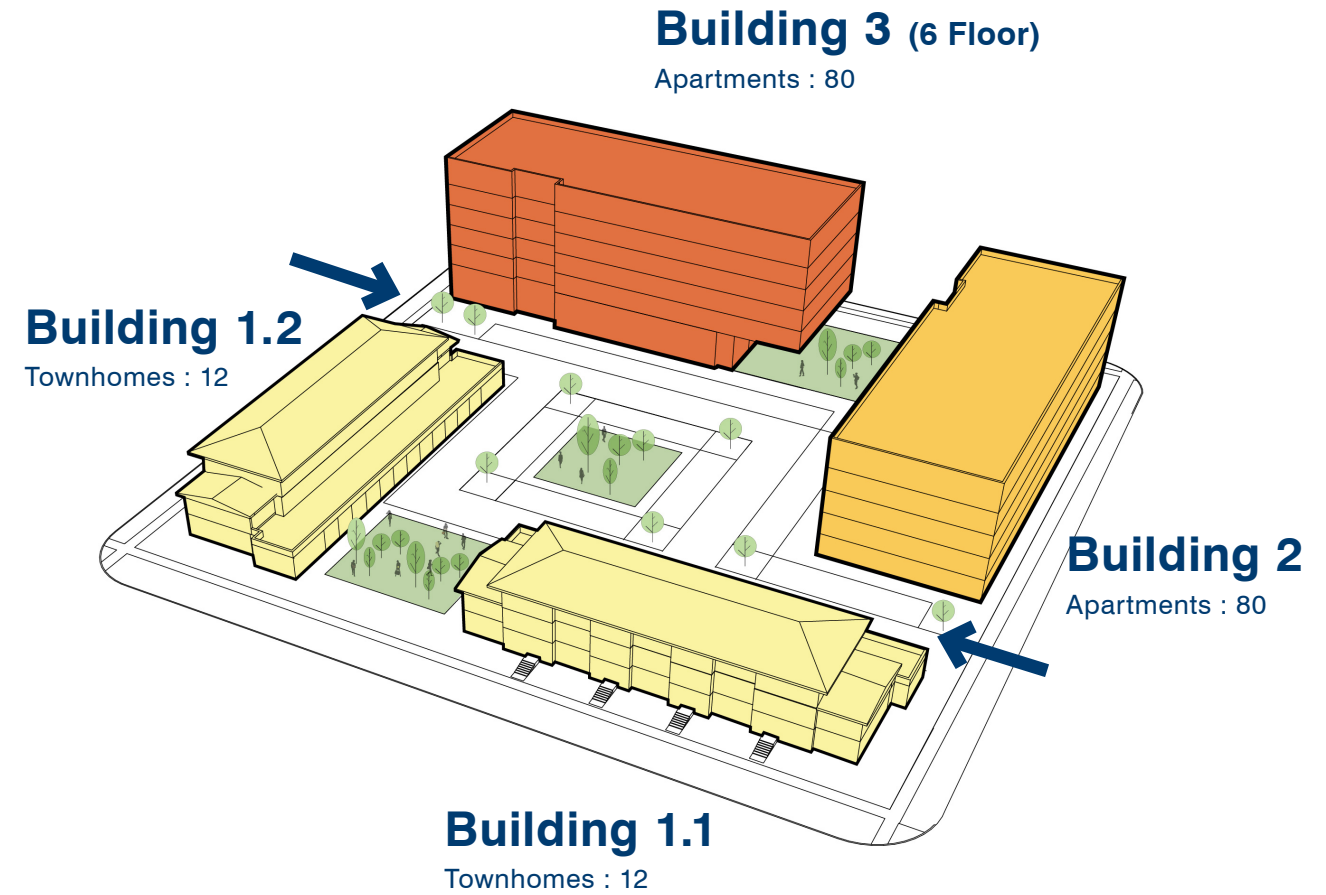 Building 3 (6 Floor)
Apartments : 80
Building 1.2
Townhomes : 12
Building 2
Apartments : 80
Building 1.1
Townhomes : 12